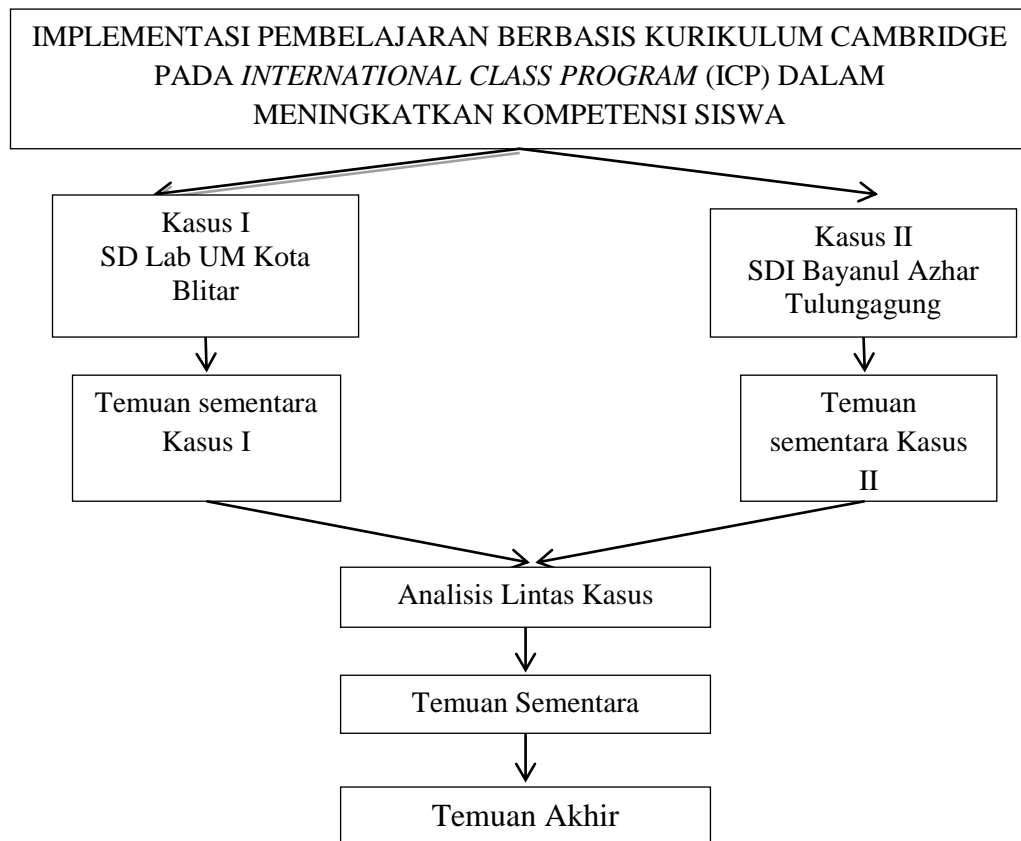 IMPLEMENTASI PEMBELAJARAN BERBASIS KURIKULUM CAMBRIDGE
PADA INTERNATIONAL CLASS PROGRAM (ICP) DALAM
MENINGKATKAN KOMPETENSI SISWA
Kasus I
SD Lab UM Kota
Blitar
Kasus II
SDI Bayanul Azhar
Tulungagung
Temuan sementara
Kasus I
Temuan
sementara Kasus
II
Analisis Lintas Kasus
Temuan Sementara
Temuan Akhir